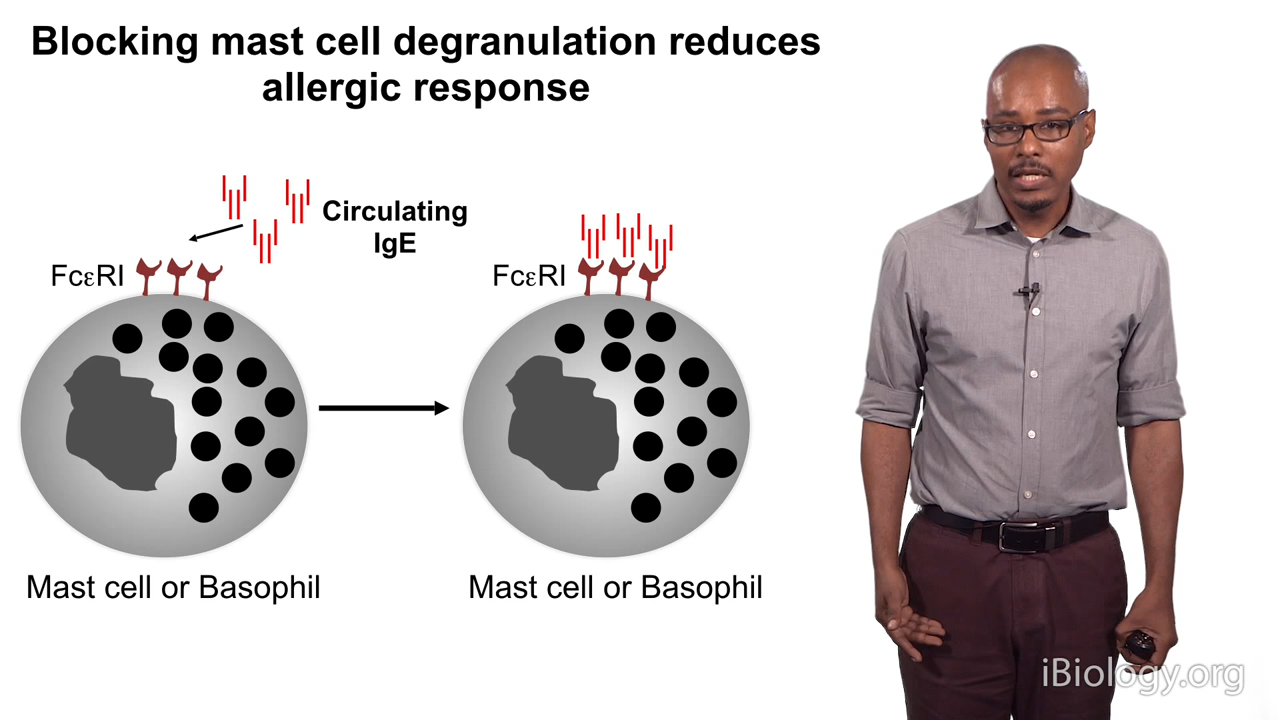 Blocking mast cell degranulation reduces
allergic response
Circulating
IgE
FcεRI
FcεRI
Mast cell or Basophil
Mast cell or Basophil
iBiology.org